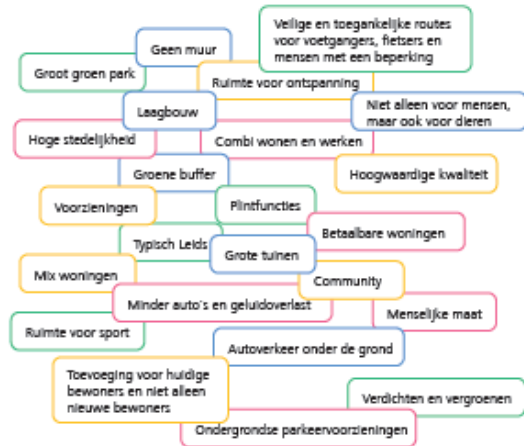 Veilige en toegankelijke routes
voor voetgangers, fietsers en
mensen met een beperking
Geen muur
Groot groen park
Ruimte voor ontspanning
Laagbouw
Niet alleen voor mensen,
maar ook voor dieren
Hoge stedelijkheid
Combi wonen en werken
Groene buffer
Hoogwaardige kwaliteit
Voorzieningen
Plintfuncties
Betaalbare woningen
Typisch Leids
Grote tuinen
Mix woningen
Community
Minder auto's en geluidoverlast
Menselijke maat
Ruimte voor sport
Autoverkeer onder de grond
Toevoeging voor huidige
bewoners en niet alleen
nieuwe bewoners
Verdichten en vergroenen
Ondergrondse parkeervoorzieningen